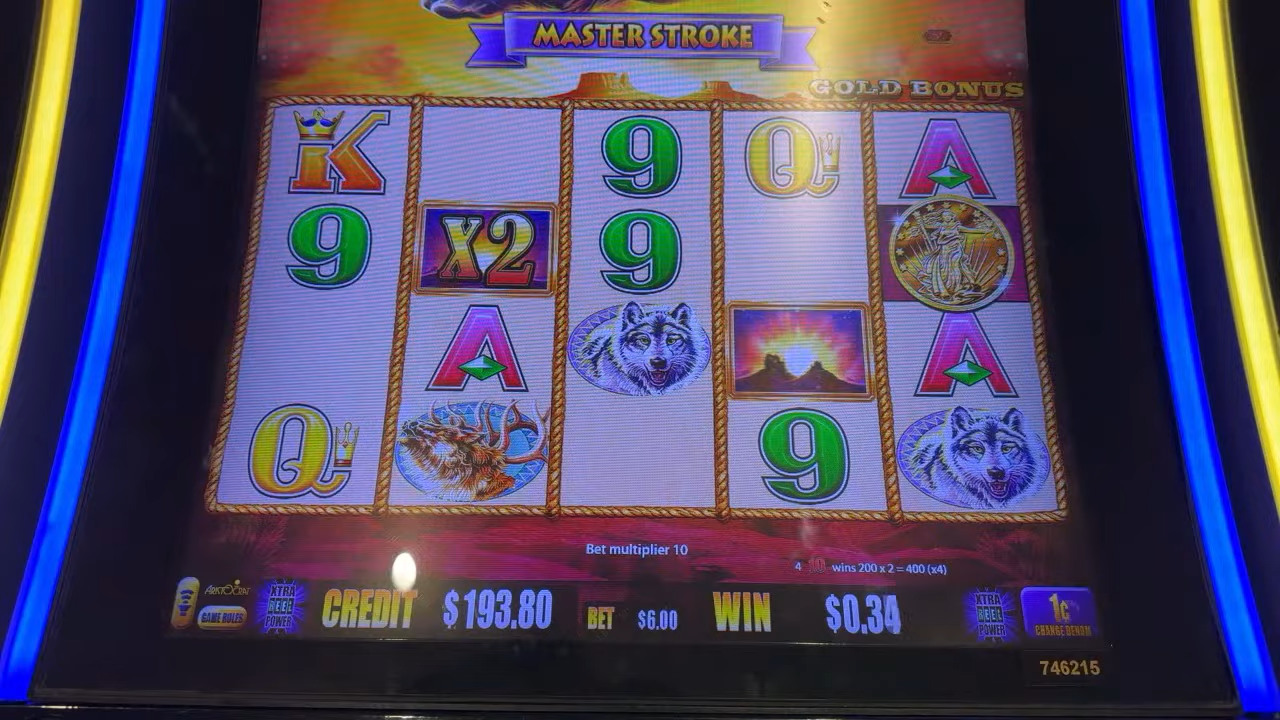 MASTER STROKE
GOLD BONUS
K 9 Q A
9 X2 9
A A
Q 9
Bet multiplier 10
4 10 wins 200 x 2 = 400 (x4)
ARISTOCRAT
GAME RULES
XTRA REEL POWER
CREDIT $193.80
BET $6.00
WIN $0.34
XTRA REEL POWER
1¢
CHANGE DENOM
746215